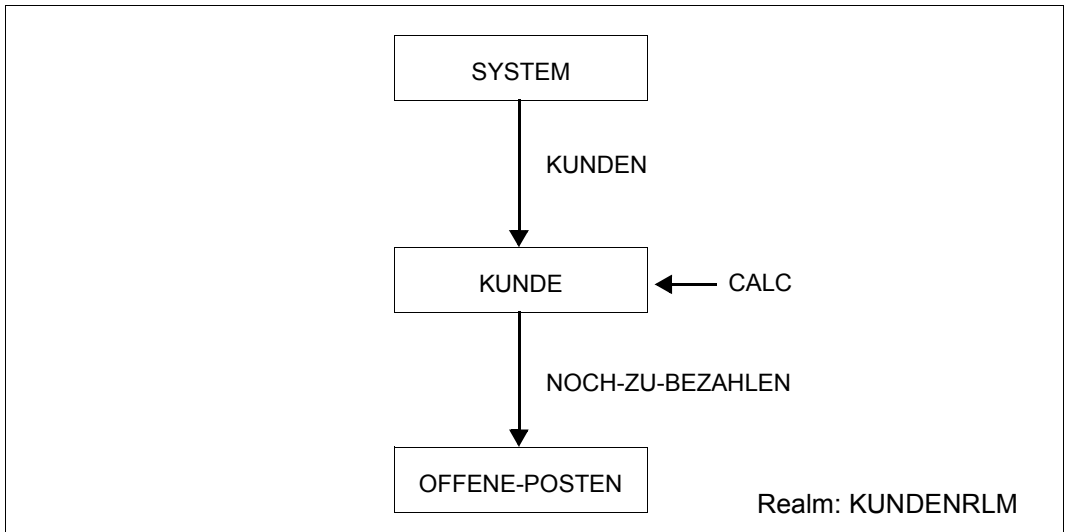 SYSTEM
KUNDEN
KUNDE
CALC
NOCH-ZU-BEZAHLEN
OFFENE-POSTEN
Realm: KUNDENRLM